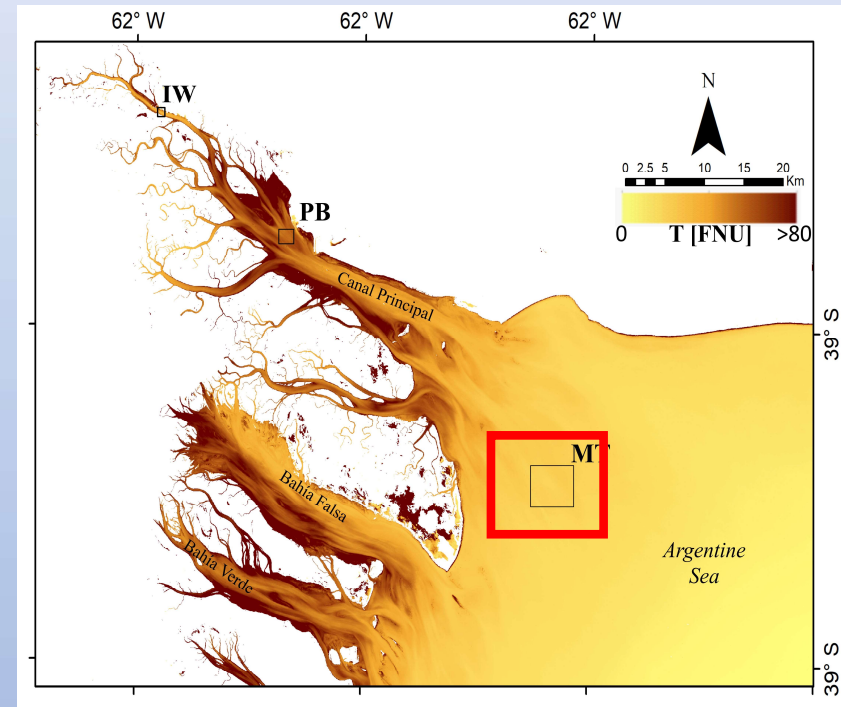 62° W 62° W 62° W
N
IW
0 2.5 5 10 15 20
Km
PB
0 T [FNU] >80
Canal Principal
39° S
MT
Bahía Falsa
Bahía Verde
Argentine
Sea
39° S